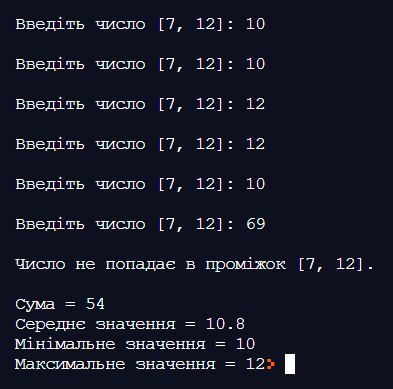 Введіть число [7, 12]: 10
Введіть число [7, 12]: 10
Введіть число [7, 12]: 12
Введіть число [7, 12]: 12
Введіть число [7, 12]: 10
Введіть число [7, 12]: 69
Число не попадає в проміжок [7, 12].
Сума = 54
Середнє значення = 10.8
Мінімальне значення = 10
Максимальне значення = 12>